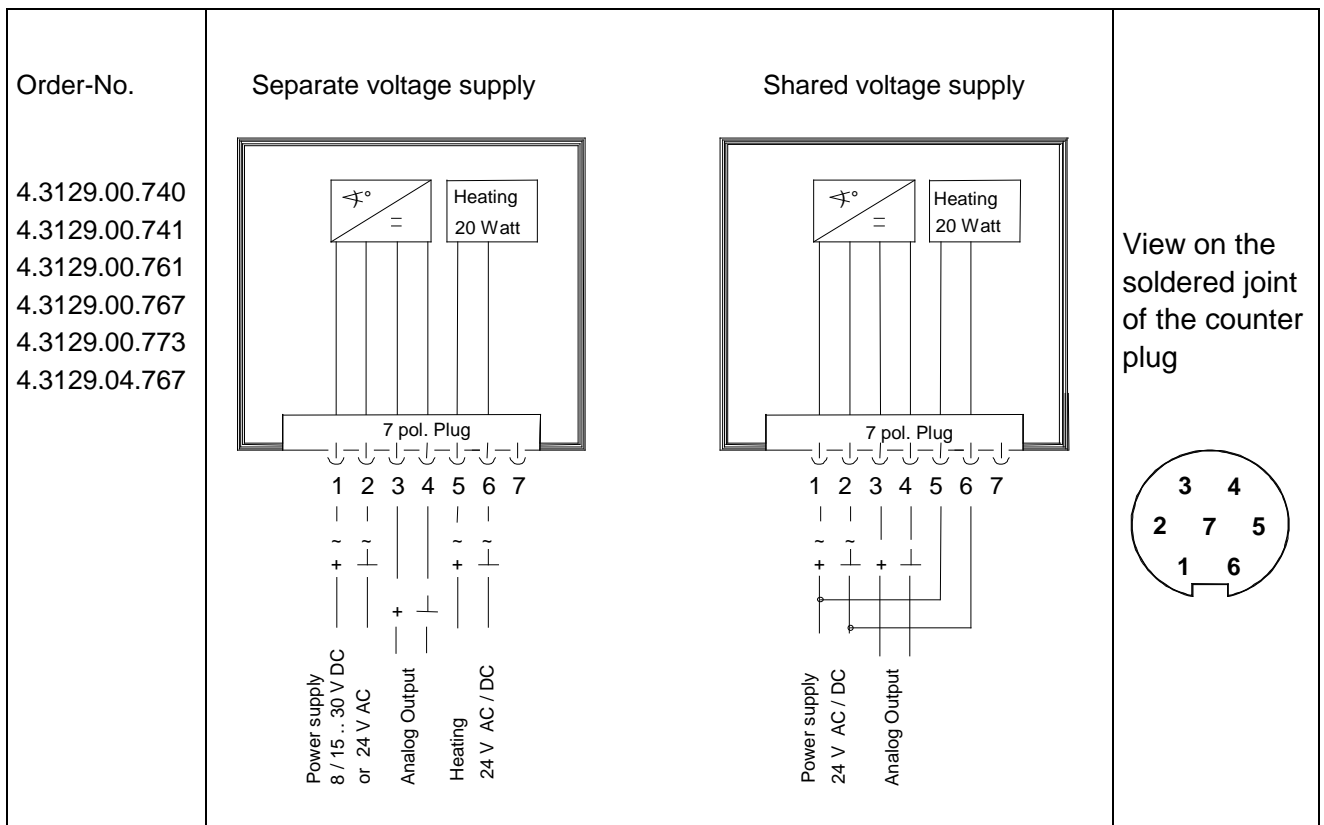 Order-No.
4.3129.00.740
4.3129.00.741
4.3129.00.761
4.3129.00.767
4.3129.00.773
4.3129.04.767
Separate voltage supply
∢°
=
Heating
20 Watt
7 pol. Plug
1 2 3 4 5 6 7
~ ~ ~ ~
+ ⊥ + ⊥
+ ⊥
Power supply
8 / 15 .. 30 V DC
or 24 V AC
Analog Output
Heating
24 V AC / DC
Shared voltage supply
∢°
=
Heating
20 Watt
7 pol. Plug
1 2 3 4 5 6 7
~ ~
+ ⊥ + ⊥
Power supply
24 V AC / DC
Analog Output
View on the
soldered joint
of the counter
plug
3 4
2 7 5
1 6